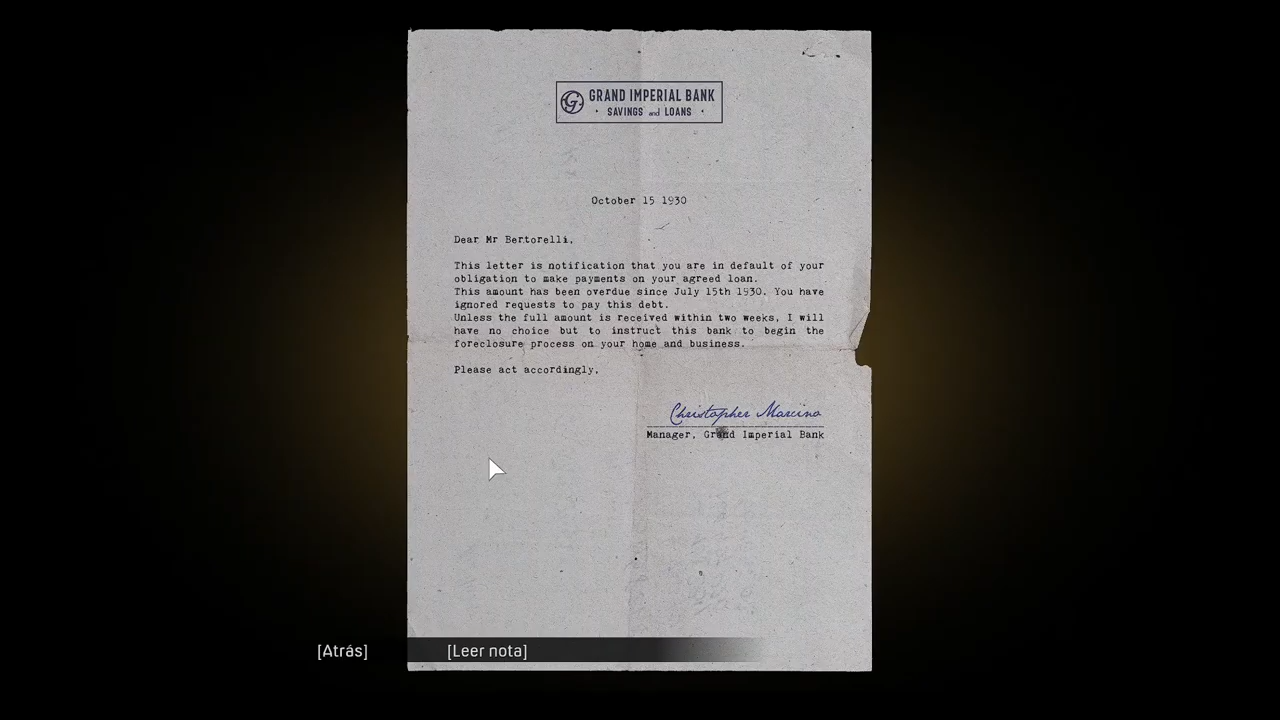 GRAND IMPERIAL BANK
· SAVINGS and LOANS ·
October 15 1930
Dear Mr Bertorelli,
This letter is notification that you are in default of your
obligation to make payments on your agreed loan.
This amount has been overdue since July 15th 1930. You have
ignored requests to pay this debt.
Unless the full amount is received within two weeks, I will
have no choice but to instruct this bank to begin the
foreclosure process on your home and business.
Please act accordingly,
Christopher Marcino
Manager, Grand Imperial Bank
[Atrás] [Leer nota]